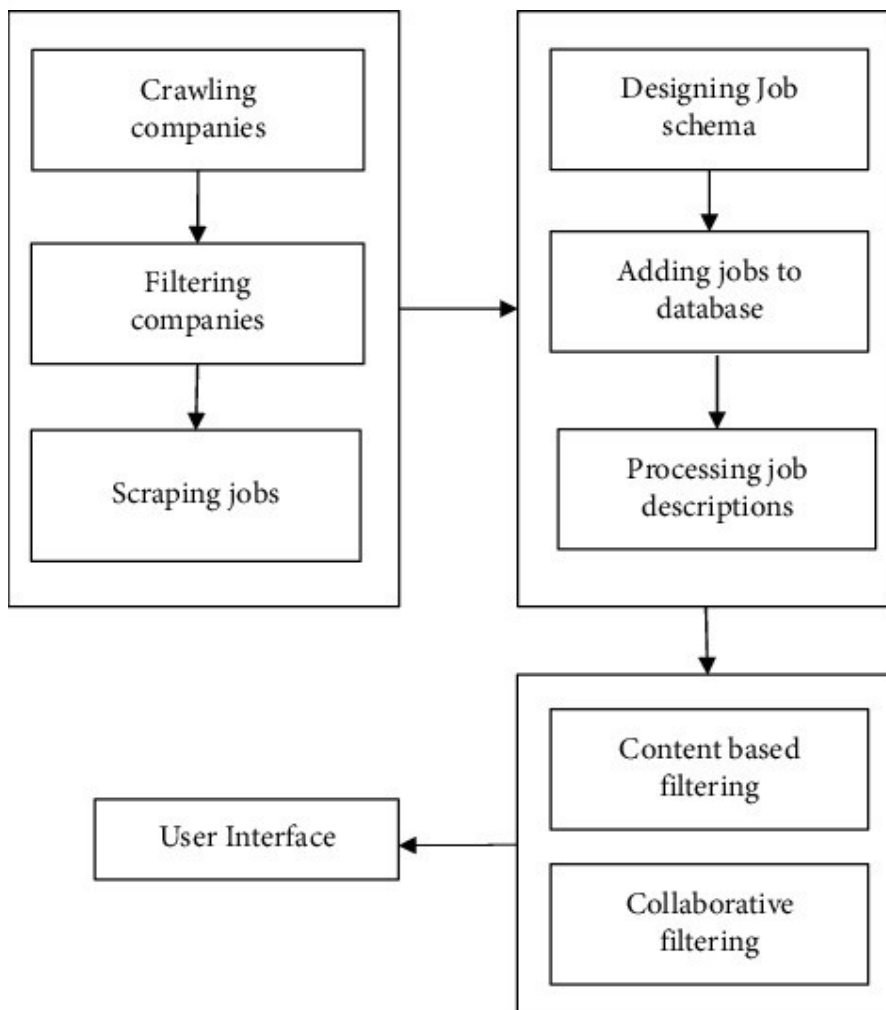 Crawling
companies
Filtering
companies
Scraping jobs
Designing Job
schema
Adding jobs to
database
Processing job
descriptions
Content based
filtering
Collaborative
filtering
User Interface